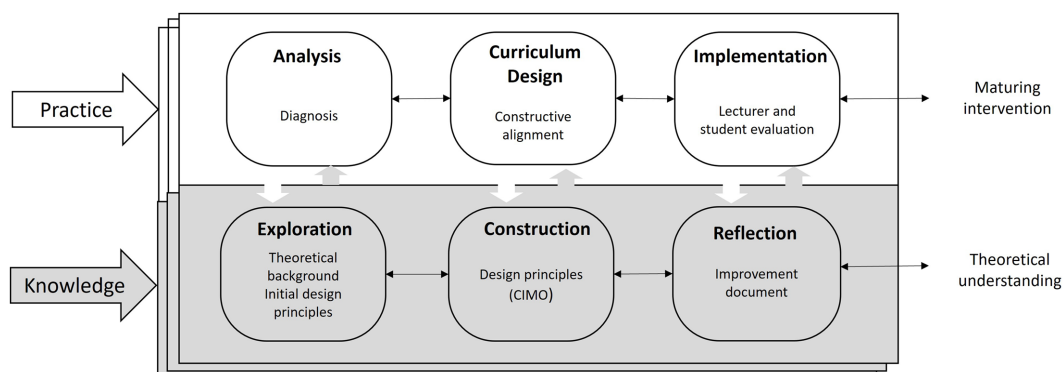 Practice
Analysis
Diagnosis
Curriculum
Design
Constructive
alignment
Implementation
Lecturer and
student evaluation
Maturing
intervention
Knowledge
Exploration
Theoretical
background
Initial design
principles
Construction
Design principles
(CIMO)
Reflection
Improvement
document
Theoretical
understanding